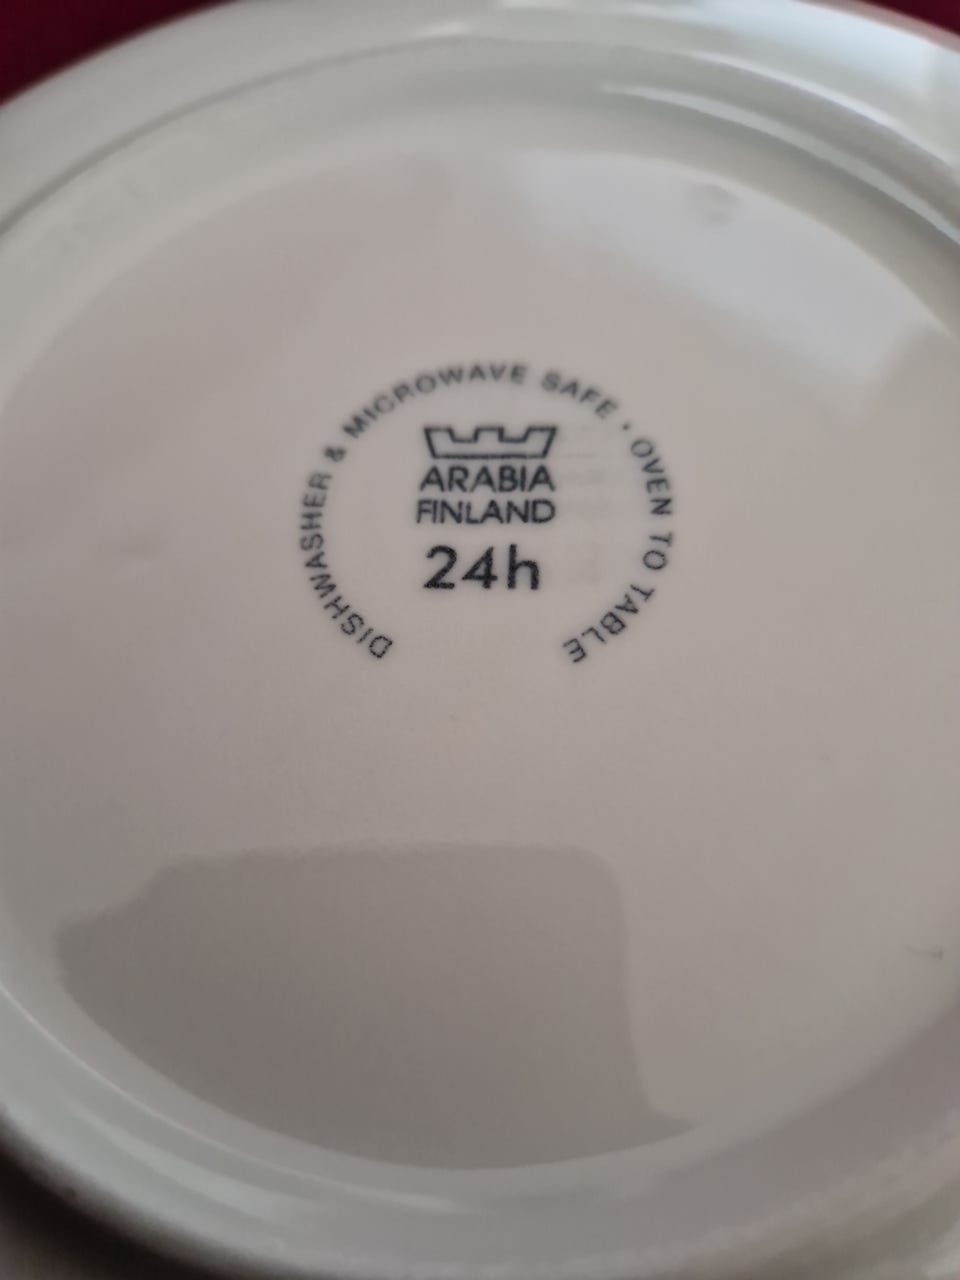 DISHWASHER & MICROWAVE SAFE · OVEN TO TABLE
ARABIA
FINLAND
24h